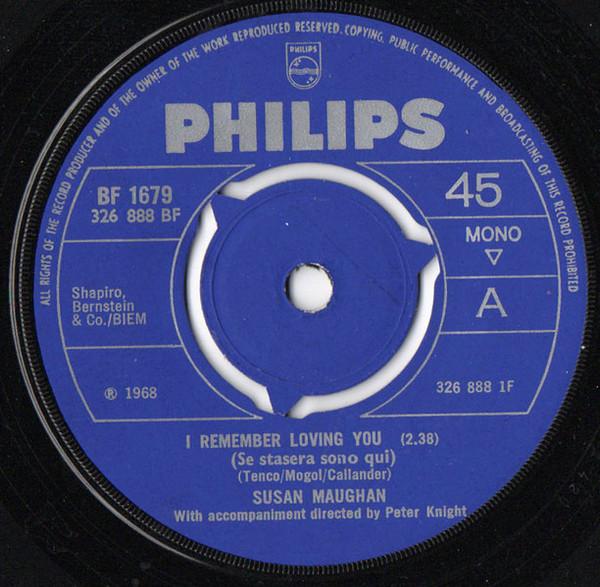 ALL RIGHTS OF THE RECORD PRODUCER AND OF THE OWNER OF THE WORK REPRODUCED RESERVED. COPYING, PUBLIC PERFORMANCE AND BROADCASTING OF THIS RECORD PROHIBITED
PHILIPS
PHILIPS
BF 1679
326 888 BF
45
MONO
A
Shapiro,
Bernstein
& Co./BIEM
℗ 1968
326 888 1F
I REMEMBER LOVING YOU (2.38)
(Se stasera sono qui)
(Tenco/Mogol/Callander)
SUSAN MAUGHAN
With accompaniment directed by Peter Knight